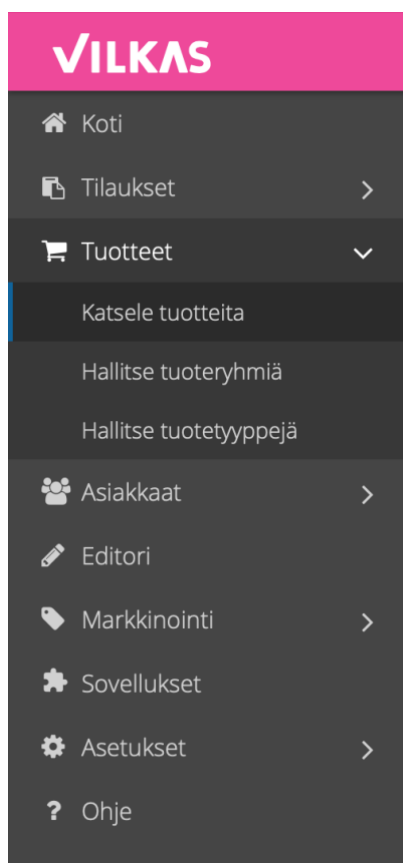 VILKAS
Koti
Tilaukset
Tuotteet
Katsele tuotteita
Hallitse tuoteryhmiä
Hallitse tuotetyyppejä
Asiakkaat
Editori
Markkinointi
Sovellukset
Asetukset
? Ohje